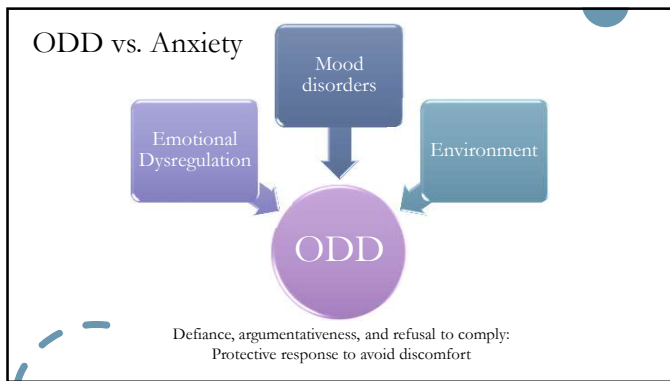 ODD vs. Anxiety
Mood
disorders
Emotional
Dysregulation
Environment
ODD
Defiance, argumentativeness, and refusal to comply:
Protective response to avoid discomfort